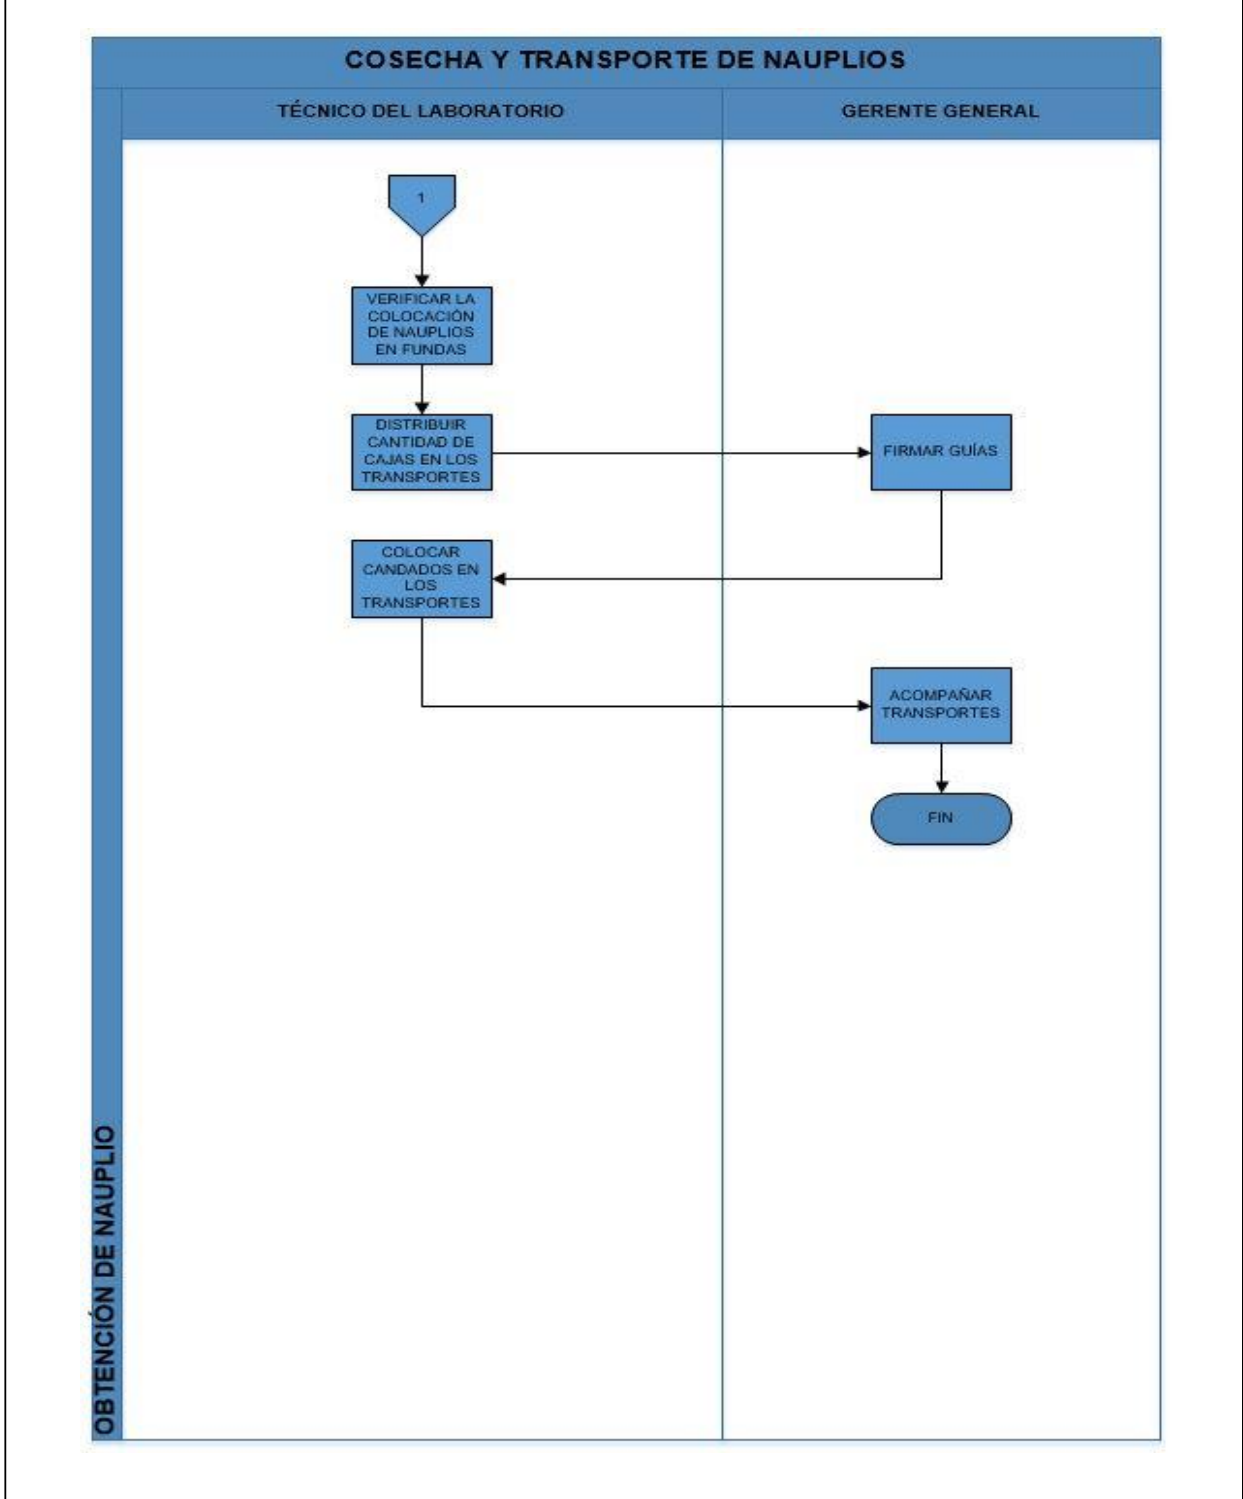 COSECHA Y TRANSPORTE DE NAUPLIOS
TÉCNICO DEL LABORATORIO
GERENTE GENERAL
1
VERIFICAR LA
COLOCACIÓN
DE NAUPLIOS
EN FUNDAS
DISTRIBUIR
CANTIDAD DE
CAJAS EN LOS
TRANSPORTES
FIRMAR GUÍAS
COLOCAR
CANDADOS EN
LOS
TRANSPORTES
ACOMPAÑAR
TRANSPORTES
FIN
OBTENCIÓN DE NAUPLIO